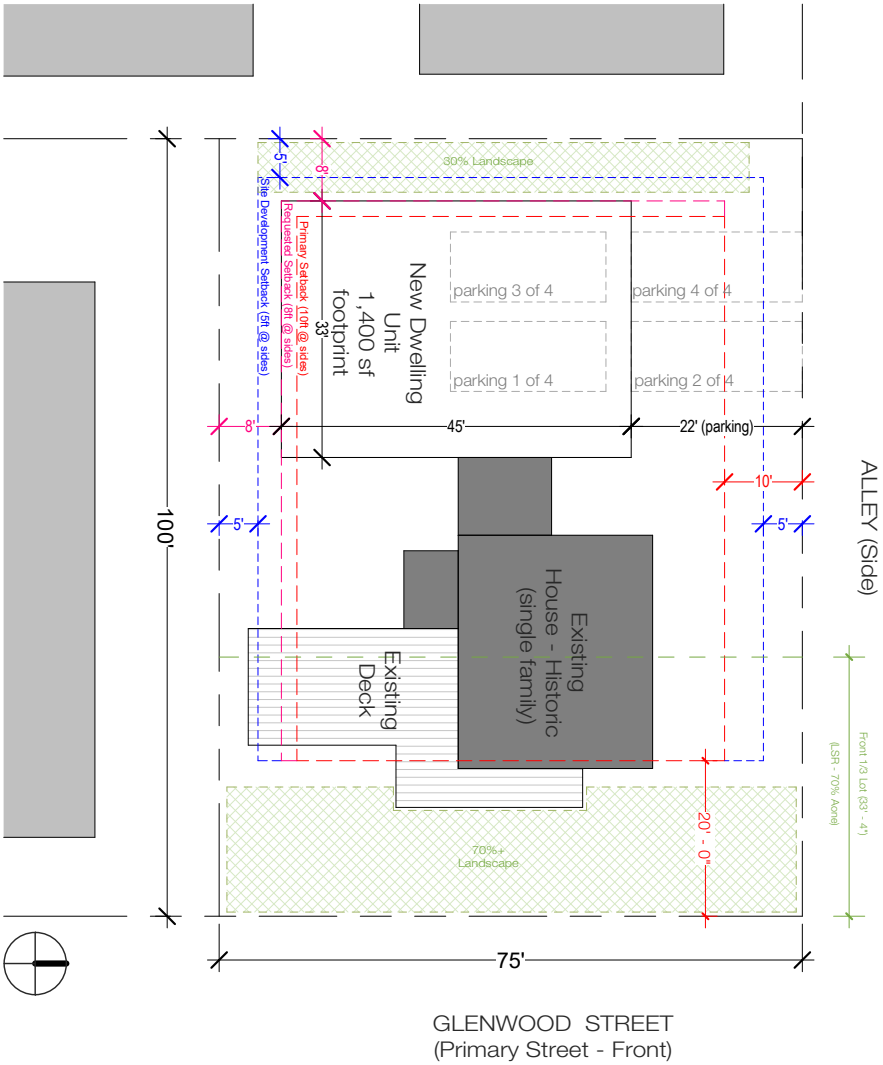 30% Landscape
5'
8'
Site Development Setback (5ft @ sides)
Requested Setback (8ft @ sides)
Primary Setback (10ft @ sides)
33'
New Dwelling
Unit
1,400 sf
footprint
parking 3 of 4
parking 4 of 4
parking 1 of 4
parking 2 of 4
8'
45'
22' (parking)
10'
5'
5'
100'
ALLEY (Side)
Existing
House - Historic
(single family)
Existing
Deck
Front 1/3 Lot (33' - 4")
(LSR - 70% Aone)
20' - 0"
70%+
Landscape
75'
GLENWOOD STREET
(Primary Street - Front)